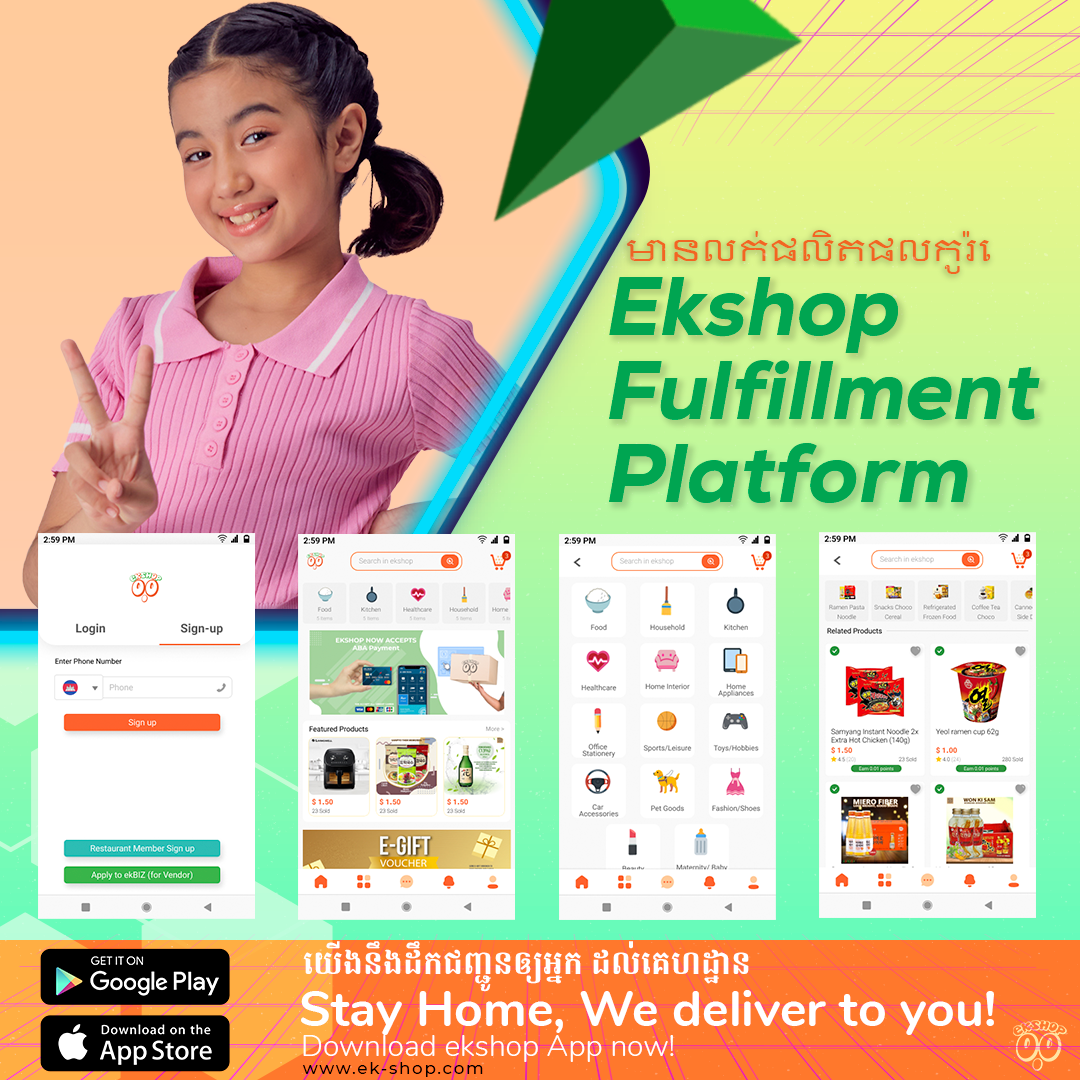 មានលក់ផលិតផលកូរ៉េ
Ekshop
Fulfillment
Platform
2:59 PM
EKSHOP
Login
Sign-up
Enter Phone Number
Phone
Sign up
Restaurant Member Sign up
Apply to ekBIZ (for Vendor)
2:59 PM
EKSHOP
Search in ekshop
3
Food
5 items
Kitchen
5 items
Healthcare
5 items
Household
5 items
Home
EKSHOP NOW ACCEPTS
ABA Payment
Featured Products
More >
$ 1.50
23 Sold
$ 1.50
23 Sold
$ 1.50
23 Sold
E-GIFT
VOUCHER
2:59 PM
Search in ekshop
3
Food
Household
Kitchen
Healthcare
Home Interior
Home
Appliances
Office
Stationery
Sports/Leisure
Toys/Hobbies
Car
Accessories
Pet Goods
Fashion/Shoes
Beauty
Maternity/ Baby
2:59 PM
Search in ekshop
3
Ramen Pasta
Noodle
Snacks Choco
Cereal
Refrigerated
Frozen Food
Coffee Tea
Choco
Canne
Side D
Related Products
Samyang Instant Noodle 2x
Extra Hot Chicken (140g)
$ 1.50
4.5 (20)
23 Sold
Earn 0.01 points
Yeol ramen cup 62g
$ 1.00
4.0 (24)
280 Sold
Earn 0.01 points
MIERO FIBER
WON KI SAM
GET IT ON
Google Play
Download on the
App Store
យើងនឹងដឹកជញ្ជូនឲ្យអ្នក ដល់គេហដ្ឋាន
Stay Home, We deliver to you!
Download ekshop App now!
www.ek-shop.com
EKSHOP